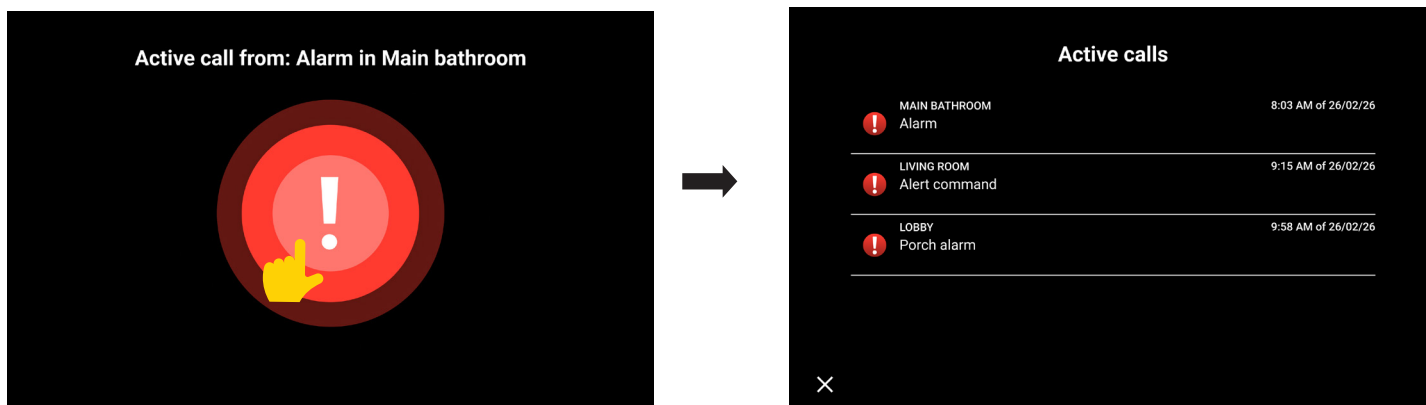 Active call from: Alarm in Main bathroom
Active calls
MAIN BATHROOM 8:03 AM of 26/02/26
Alarm
LIVING ROOM 9:15 AM of 26/02/26
Alert command
LOBBY 9:58 AM of 26/02/26
Porch alarm